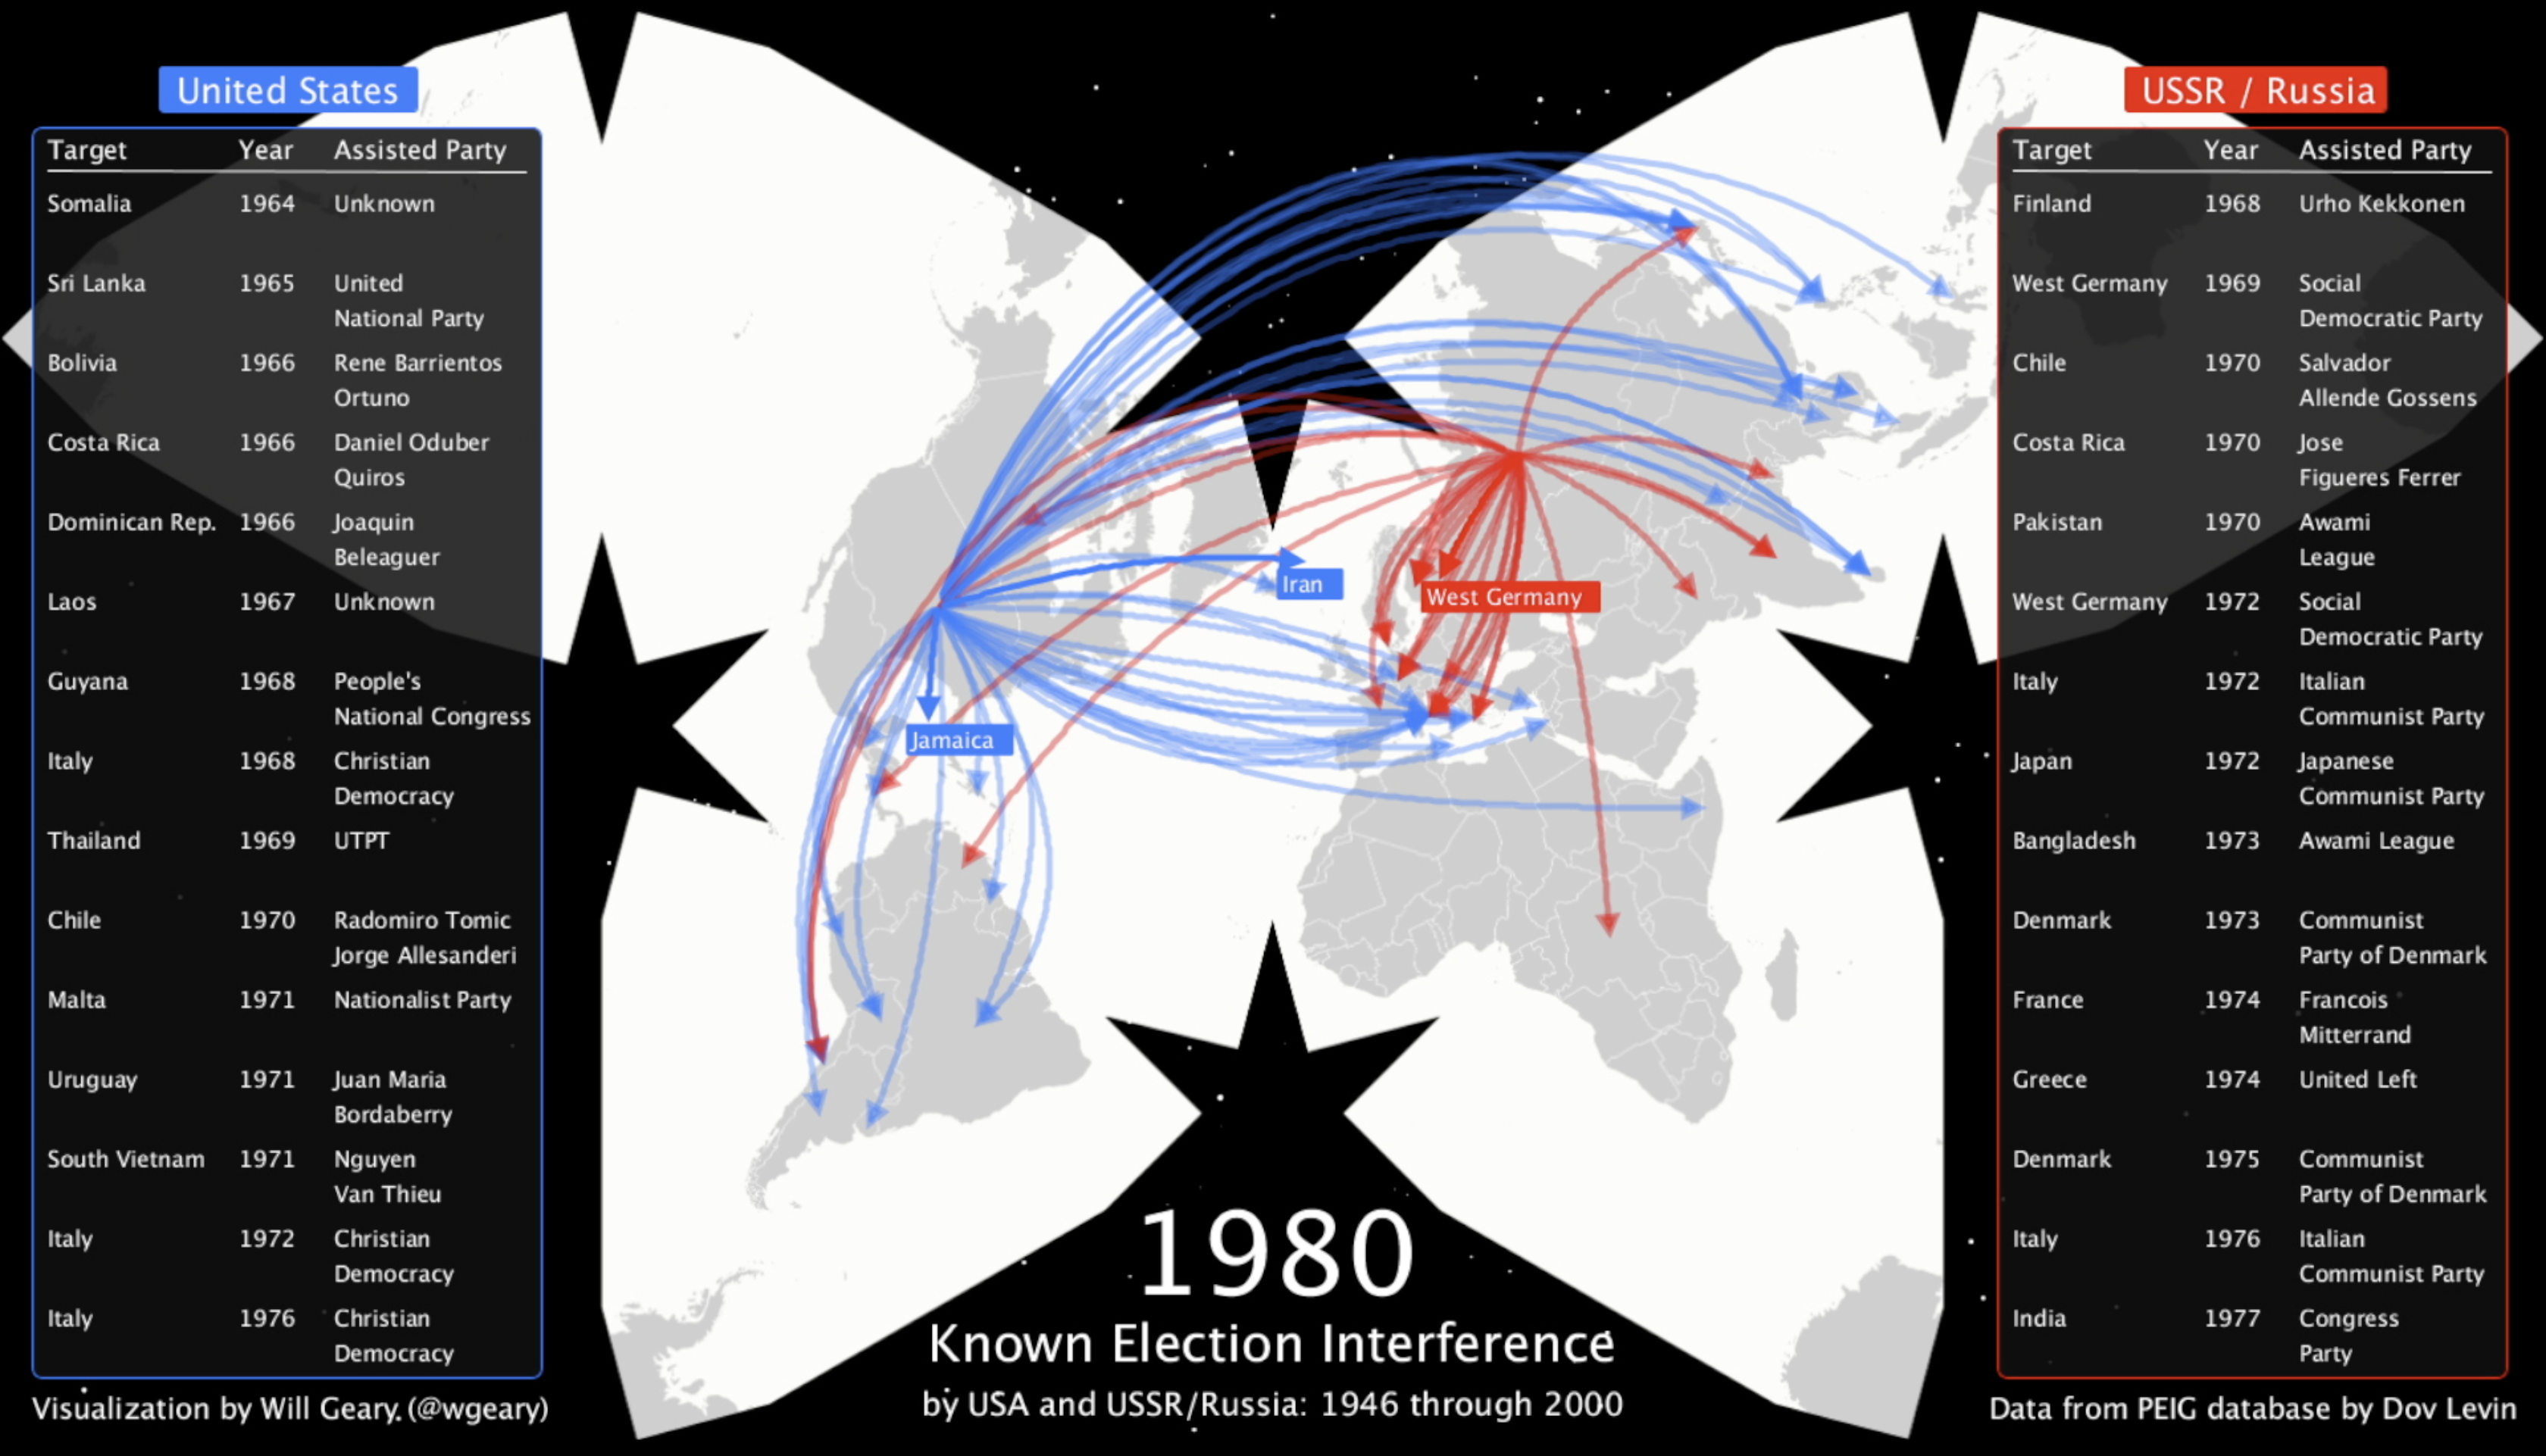 United States
Target Year Assisted Party
Somalia 1964 Unknown
Sri Lanka 1965 United
National Party
Bolivia 1966 Rene Barrientos
Ortuno
Costa Rica 1966 Daniel Oduber
Quiros
Dominican Rep. 1966 Joaquin
Beleaguer
Laos 1967 Unknown
Guyana 1968 People's
National Congress
Italy 1968 Christian
Democracy
Thailand 1969 UTPT
Chile 1970 Radomiro Tomic
Jorge Allesanderi
Malta 1971 Nationalist Party
Uruguay 1971 Juan Maria
Bordaberry
South Vietnam 1971 Nguyen
Van Thieu
Italy 1972 Christian
Democracy
Italy 1976 Christian
Democracy
Visualization by Will Geary. (@wgeary)
Iran
West Germany
Jamaica
1980
Known Election Interference
by USA and USSR/Russia: 1946 through 2000
USSR / Russia
Target Year Assisted Party
Finland 1968 Urho Kekkonen
West Germany 1969 Social
Democratic Party
Chile 1970 Salvador
Allende Gossens
Costa Rica 1970 Jose
Figueres Ferrer
Pakistan 1970 Awami
League
West Germany 1972 Social
Democratic Party
Italy 1972 Italian
Communist Party
Japan 1972 Japanese
Communist Party
Bangladesh 1973 Awami League
Denmark 1973 Communist
Party of Denmark
France 1974 Francois
Mitterrand
Greece 1974 United Left
Denmark 1975 Communist
Party of Denmark
Italy 1976 Italian
Communist Party
India 1977 Congress
Party
Data from PEIG database by Dov Levin